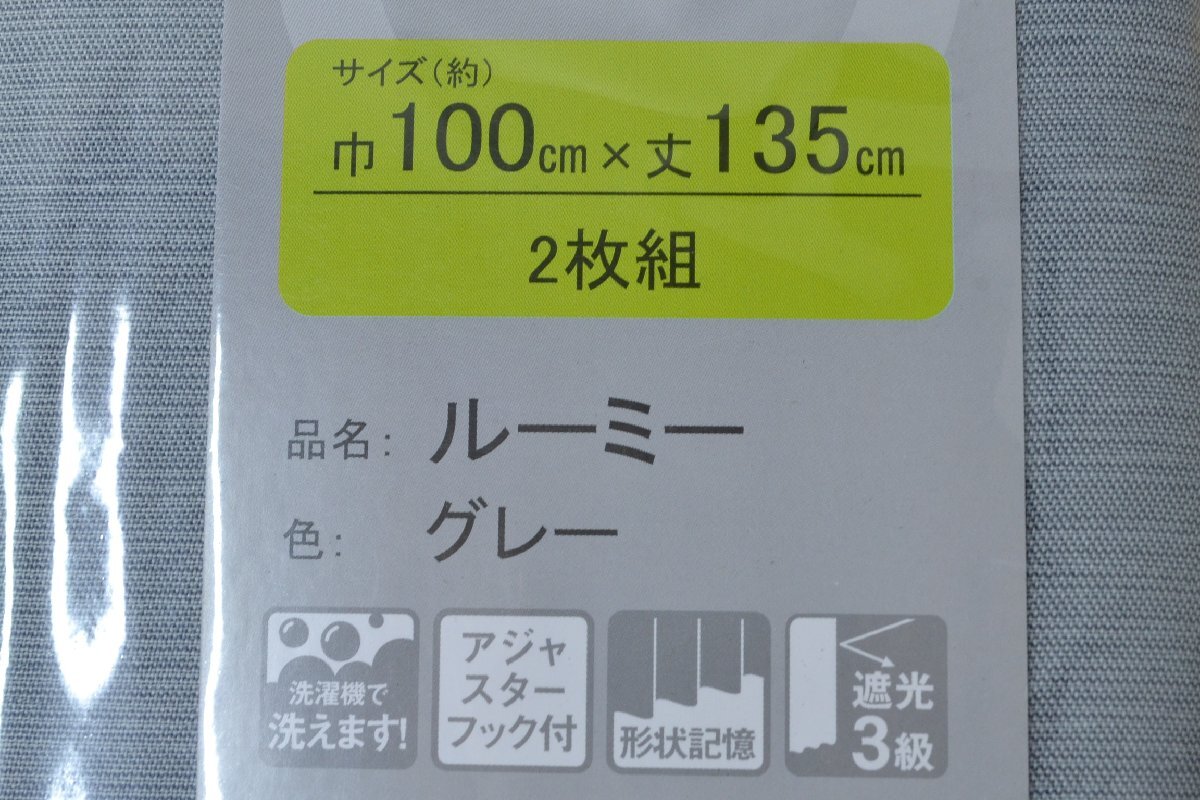 サイズ(約)
巾100cm×丈135cm
2枚組
品名: ルーミー
色: グレー
洗濯機で
洗えます!
アジャ
スター
フック付
形状記憶
遮光
3級